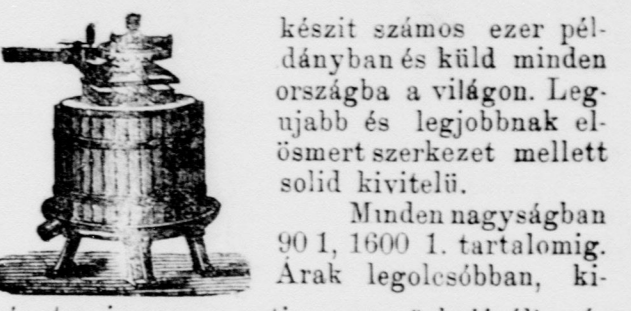 készit számos ezer pél-
dányban és küld minden
országba a világon. Leg-
ujabb és legjobbnak el-
ösmert szerkezet mellett
solid kivitelü.
Minden nagyságban
90 l, 1600 l. tartalomig.
Árak legolcsóbban, ki-